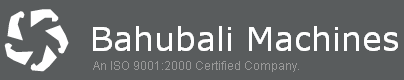 Bahubali Machines
An ISO 9001:2000 Certified Company.